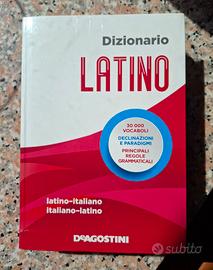 Dizionario
LATINO
30 000
VOCABOLI
DECLINAZIONI
E PARADIGMI
PRINCIPALI
REGOLE
GRAMMATICALI
latino-italiano
italiano-latino
DeAGOSTINI
subito